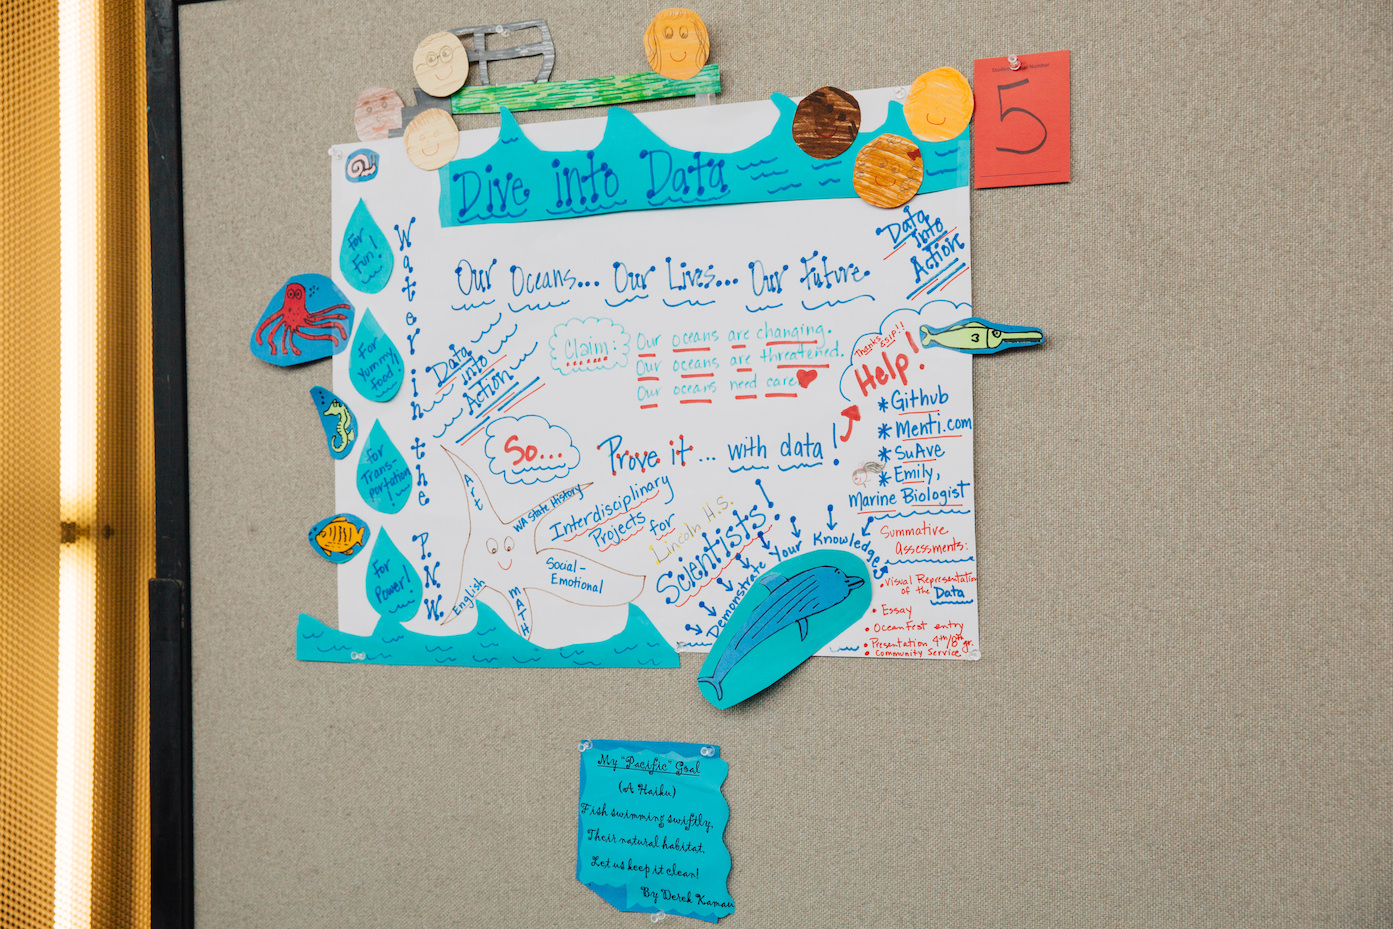 5
Dive into Data
For
Fun!
For
Yummy
Food!
For
Trans-
portation!
For
Power!
Water in the P.N.W.
Our Oceans... Our Lives... Our Future.
Data
into
Action
Data
into
Action
Claim:
Our oceans are changing.
Our oceans are threatened.
Our oceans need care
So...
Prove it... with data!
Thanks
ESIP!!
Help!
*Github
*Menti.com
*SuAve
*Emily,
Marine Biologist
Art
WA State History
Social-
Emotional
MATH
English
Interdisciplinary
Projects for
Lincoln H.S.
Scientists!
Demonstrate Your Knowledge
Summative
Assessments:
• Visual Representation
of the Data
• Essay
• OceanFest entry
• Presentation 4th/8th gr.
• Community Service
My "Pacific" Goal
(A Haiku)
Fish swimming swiftly,
Their natural habitat,
Let us keep it clean!
By Derek Kamau